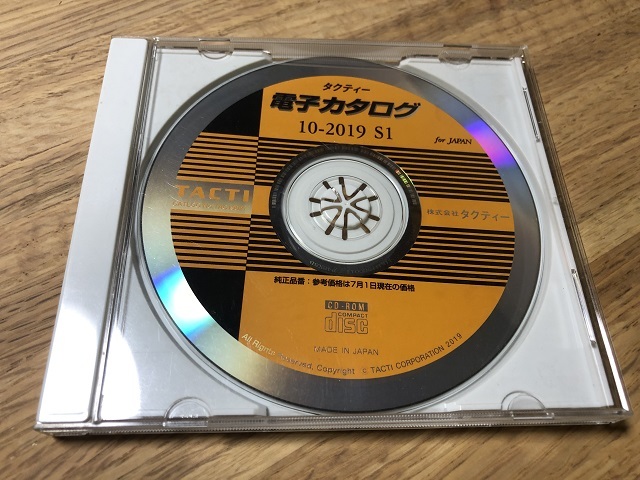 タクティー
電子カタログ
10-2019 S1
for JAPAN
TACTI
株式会社 タクティー
純正品番：参考価格は7月1日現在の価格
CD-ROM
COMPACT
disc
MADE IN JAPAN
All Rights Reserved, Copyright © TACTI CORPORATION 2019